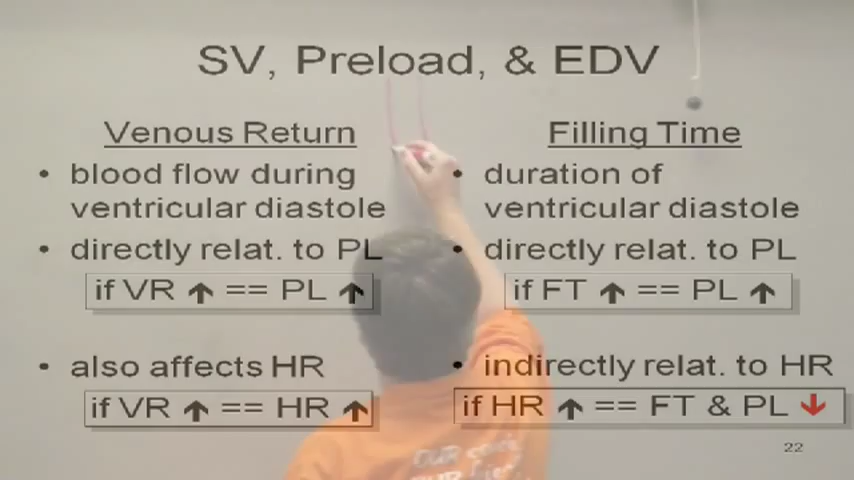 SV, Preload, & EDV
Venous Return
• blood flow during
ventricular diastole
• directly relat. to PL
if VR ↑ == PL ↑
• also affects HR
if VR ↑ == HR ↑
Filling Time
• duration of
ventricular diastole
• directly relat. to PL
if FT ↑ == PL ↑
• indirectly relat. to HR
if HR ↑ == FT & PL ↓
22
OUR